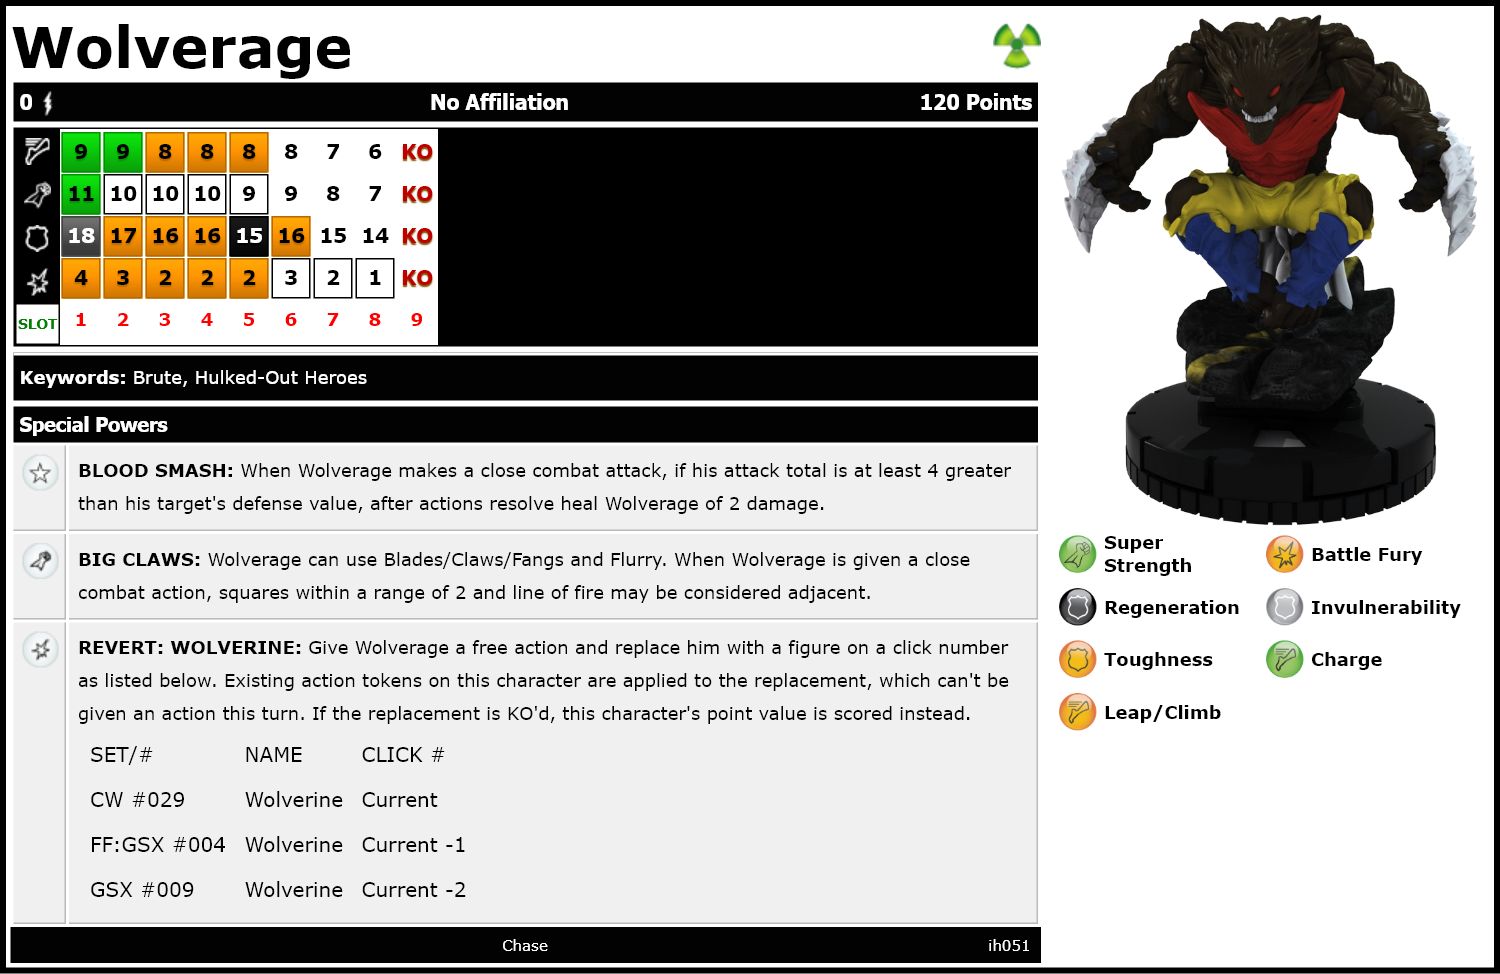 Wolverage
0 No Affiliation 120 Points
9 9 8 8 8 8 7 6 KO
11 10 10 10 9 9 8 7 KO
18 17 16 16 15 16 15 14 KO
4 3 2 2 2 3 2 1 KO
SLOT 1 2 3 4 5 6 7 8 9
Keywords: Brute, Hulked-Out Heroes
Special Powers
BLOOD SMASH: When Wolverage makes a close combat attack, if his attack total is at least 4 greater
than his target's defense value, after actions resolve heal Wolverage of 2 damage.
BIG CLAWS: Wolverage can use Blades/Claws/Fangs and Flurry. When Wolverage is given a close
combat action, squares within a range of 2 and line of fire may be considered adjacent.
REVERT: WOLVERINE: Give Wolverage a free action and replace him with a figure on a click number
as listed below. Existing action tokens on this character are applied to the replacement, which can't be
given an action this turn. If the replacement is KO'd, this character's point value is scored instead.
SET/# NAME CLICK #
CW #029 Wolverine Current
FF:GSX #004 Wolverine Current -1
GSX #009 Wolverine Current -2
Chase ih051
Super
Strength
Battle Fury
Regeneration Invulnerability
Toughness Charge
Leap/Climb